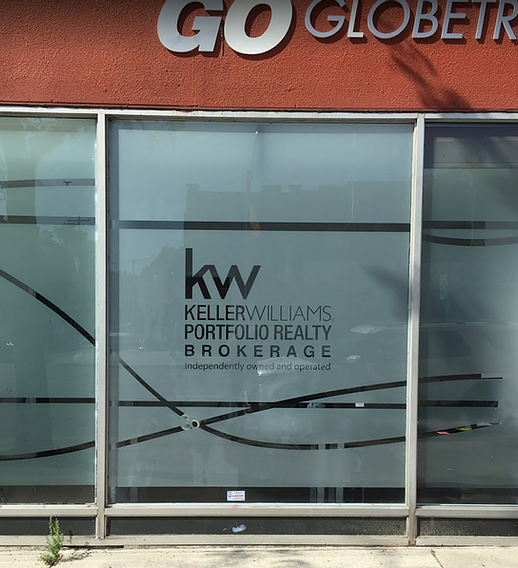 GO GLOBETR
kw
KELLERWILLIAMS.
PORTFOLIO REALTY
BROKERAGE
independently owned and operated